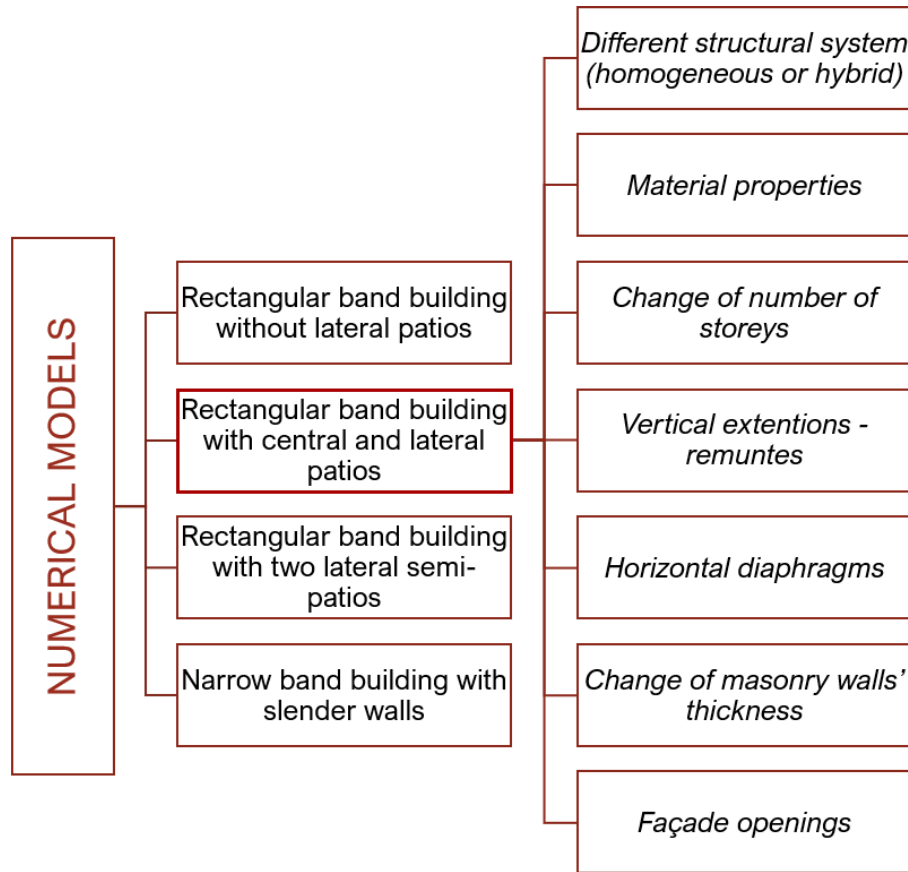 NUMERICAL MODELS
Rectangular band building
without lateral patios
Rectangular band building
with central and lateral
patios
Rectangular band building
with two lateral semi-
patios
Narrow band building with
slender walls
Different structural system
(homogeneous or hybrid)
Material properties
Change of number of
storeys
Vertical extentions -
remuntes
Horizontal diaphragms
Change of masonry walls’
thickness
Façade openings